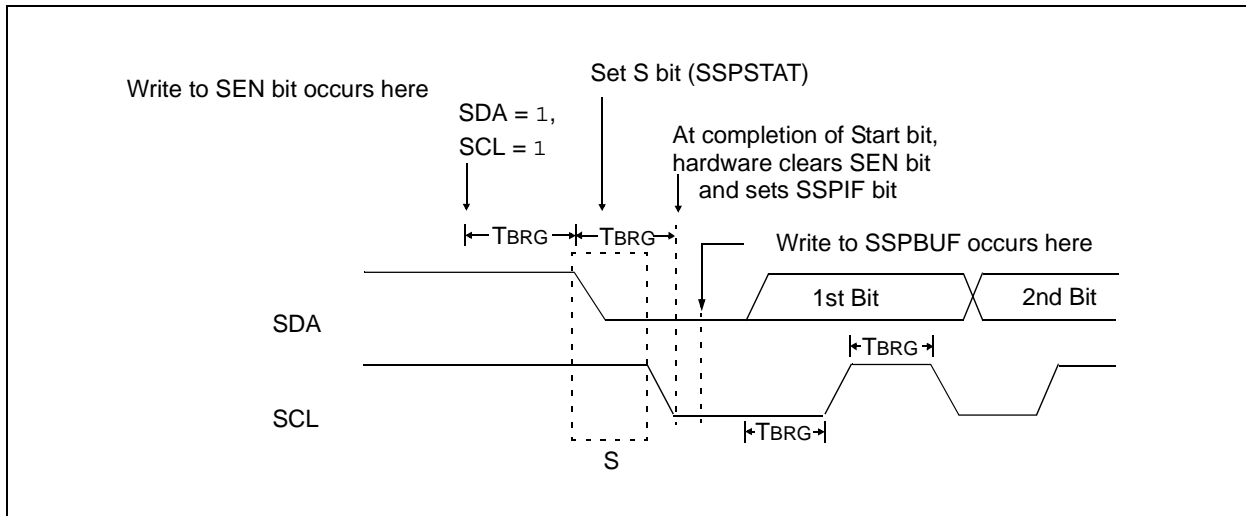 Set S bit (SSPSTAT)
Write to SEN bit occurs here
SDA = 1,
SCL = 1
At completion of Start bit,
hardware clears SEN bit
and sets SSPIF bit
TBRG
TBRG
Write to SSPBUF occurs here
1st Bit
2nd Bit
SDA
TBRG
SCL
TBRG
S